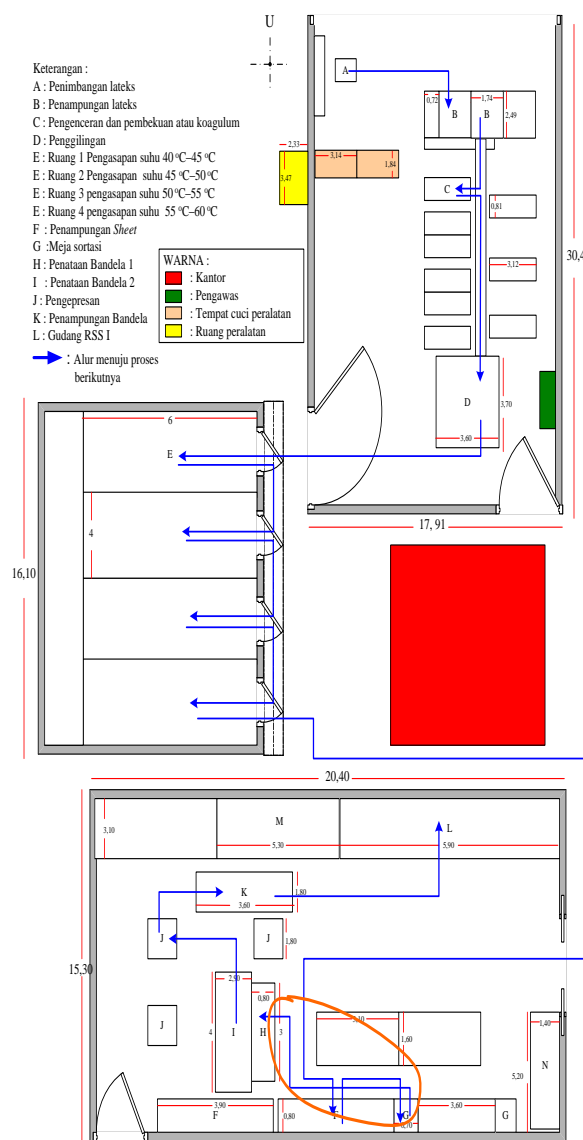 U
Keterangan :
A : Penimbangan lateks
B : Penampungan lateks
C : Pengenceran dan pembekuan atau koagulum
D : Penggilingan
E : Ruang 1 Pengasapan suhu 40 ºC–45 ºC
E : Ruang 2 Pengasapan suhu 45 ºC–50 ºC
E : Ruang 3 pengasapan suhu 50 ºC–55 ºC
E : Ruang 4 pengasapan suhu 55 ºC–60 ºC
F : Penampungan Sheet
G :Meja sortasi
H : Penataan Bandela 1
I : Penataan Bandela 2
J : Pengepresan
K : Penampungan Bandela
L : Gudang RSS I
: Alur menuju proses
berikutnya
WARNA :
: Kantor
: Pengawas
: Tempat cuci peralatan
: Ruang peralatan
A
0,72
B
1,74
B
2,49
2,33
3,47
3,14
1,84
C
0,81
3,12
30,4
D
3,70
3,60
17, 91
6
E
4
16,10
20,40
3,10
M
5,30
L
5,90
K
1,80
3,60
J
J
1,80
15,30
2,90
0,80
J
4
I
H
3
1,60
1,40
N
5,20
3,90
F
0,80
G
0,70
3,60
G